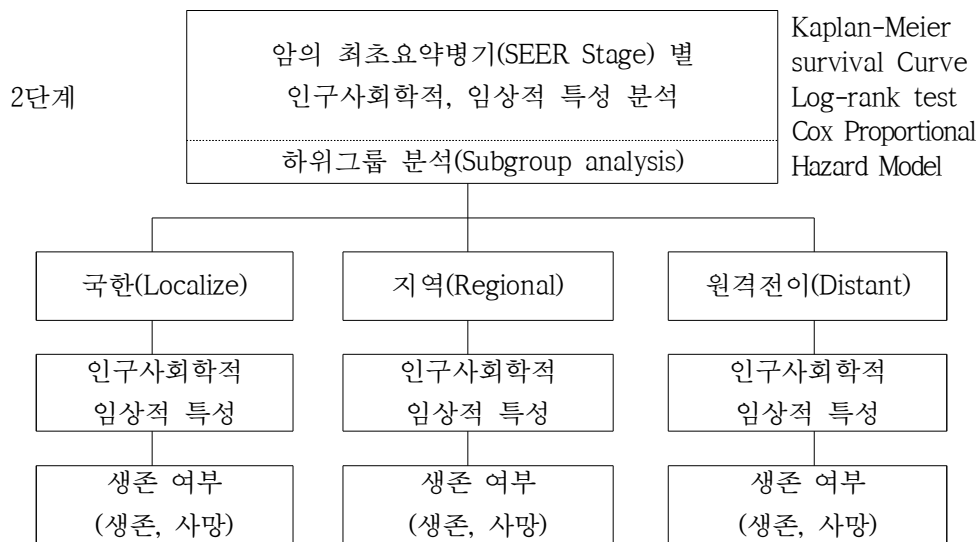 2단계
암의 최초요약병기(SEER Stage) 별
인구사회학적, 임상적 특성 분석
하위그룹 분석(Subgroup analysis)
Kaplan-Meier
survival Curve
Log-rank test
Cox Proportional
Hazard Model
국한(Localize)
지역(Regional)
원격전이(Distant)
인구사회학적
임상적 특성
인구사회학적
임상적 특성
인구사회학적
임상적 특성
생존 여부
(생존, 사망)
생존 여부
(생존, 사망)
생존 여부
(생존, 사망)